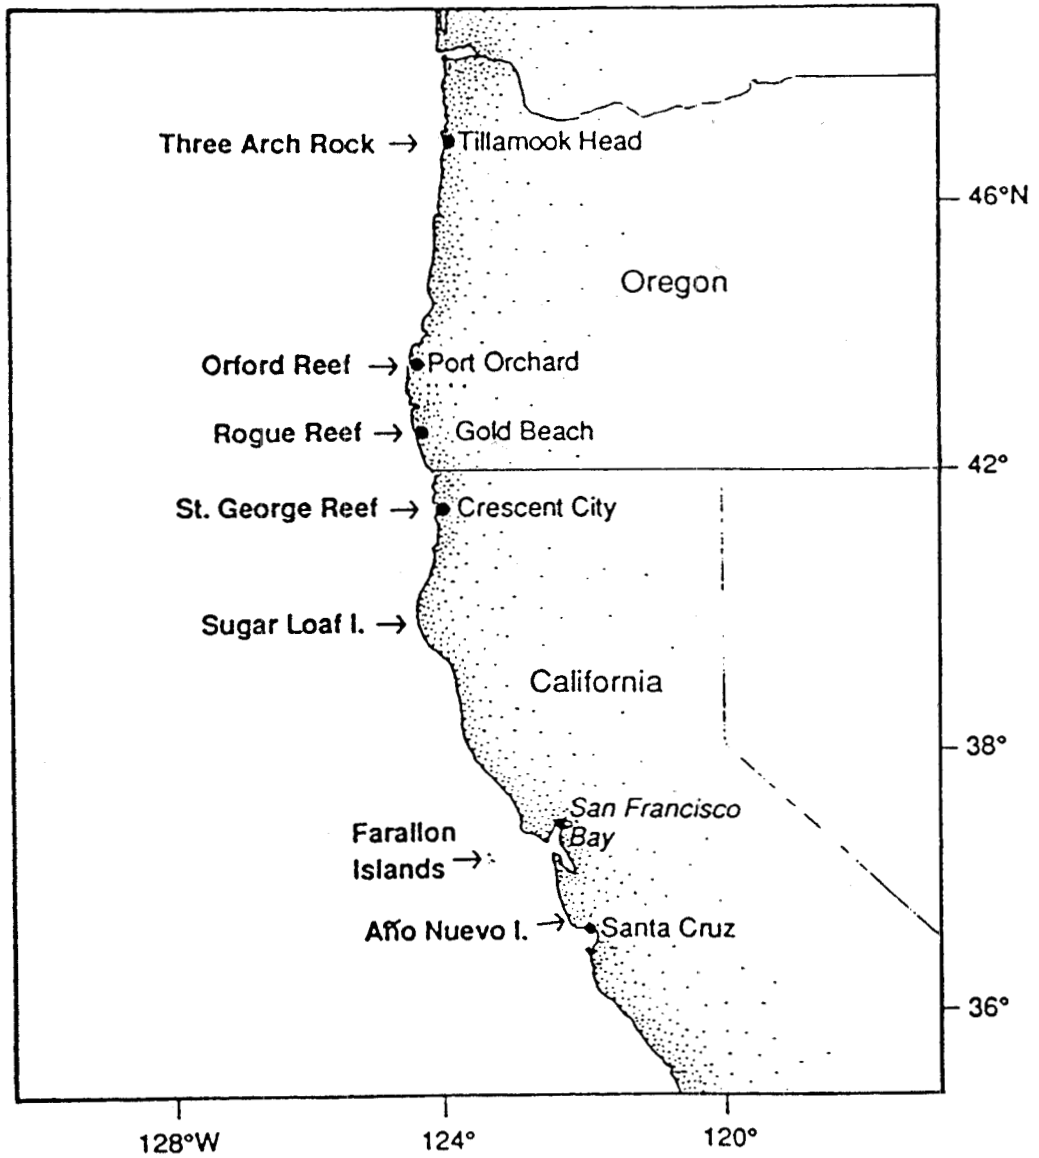 Three Arch Rock → Tillamook Head
46°N
Oregon
Orford Reef → Port Orchard
Rogue Reef → Gold Beach
42°
St. George Reef → Crescent City
Sugar Loaf I. →
California
38°
San Francisco
Bay
Farallon
Islands →
Año Nuevo I. → Santa Cruz
36°
128°W 124° 120°